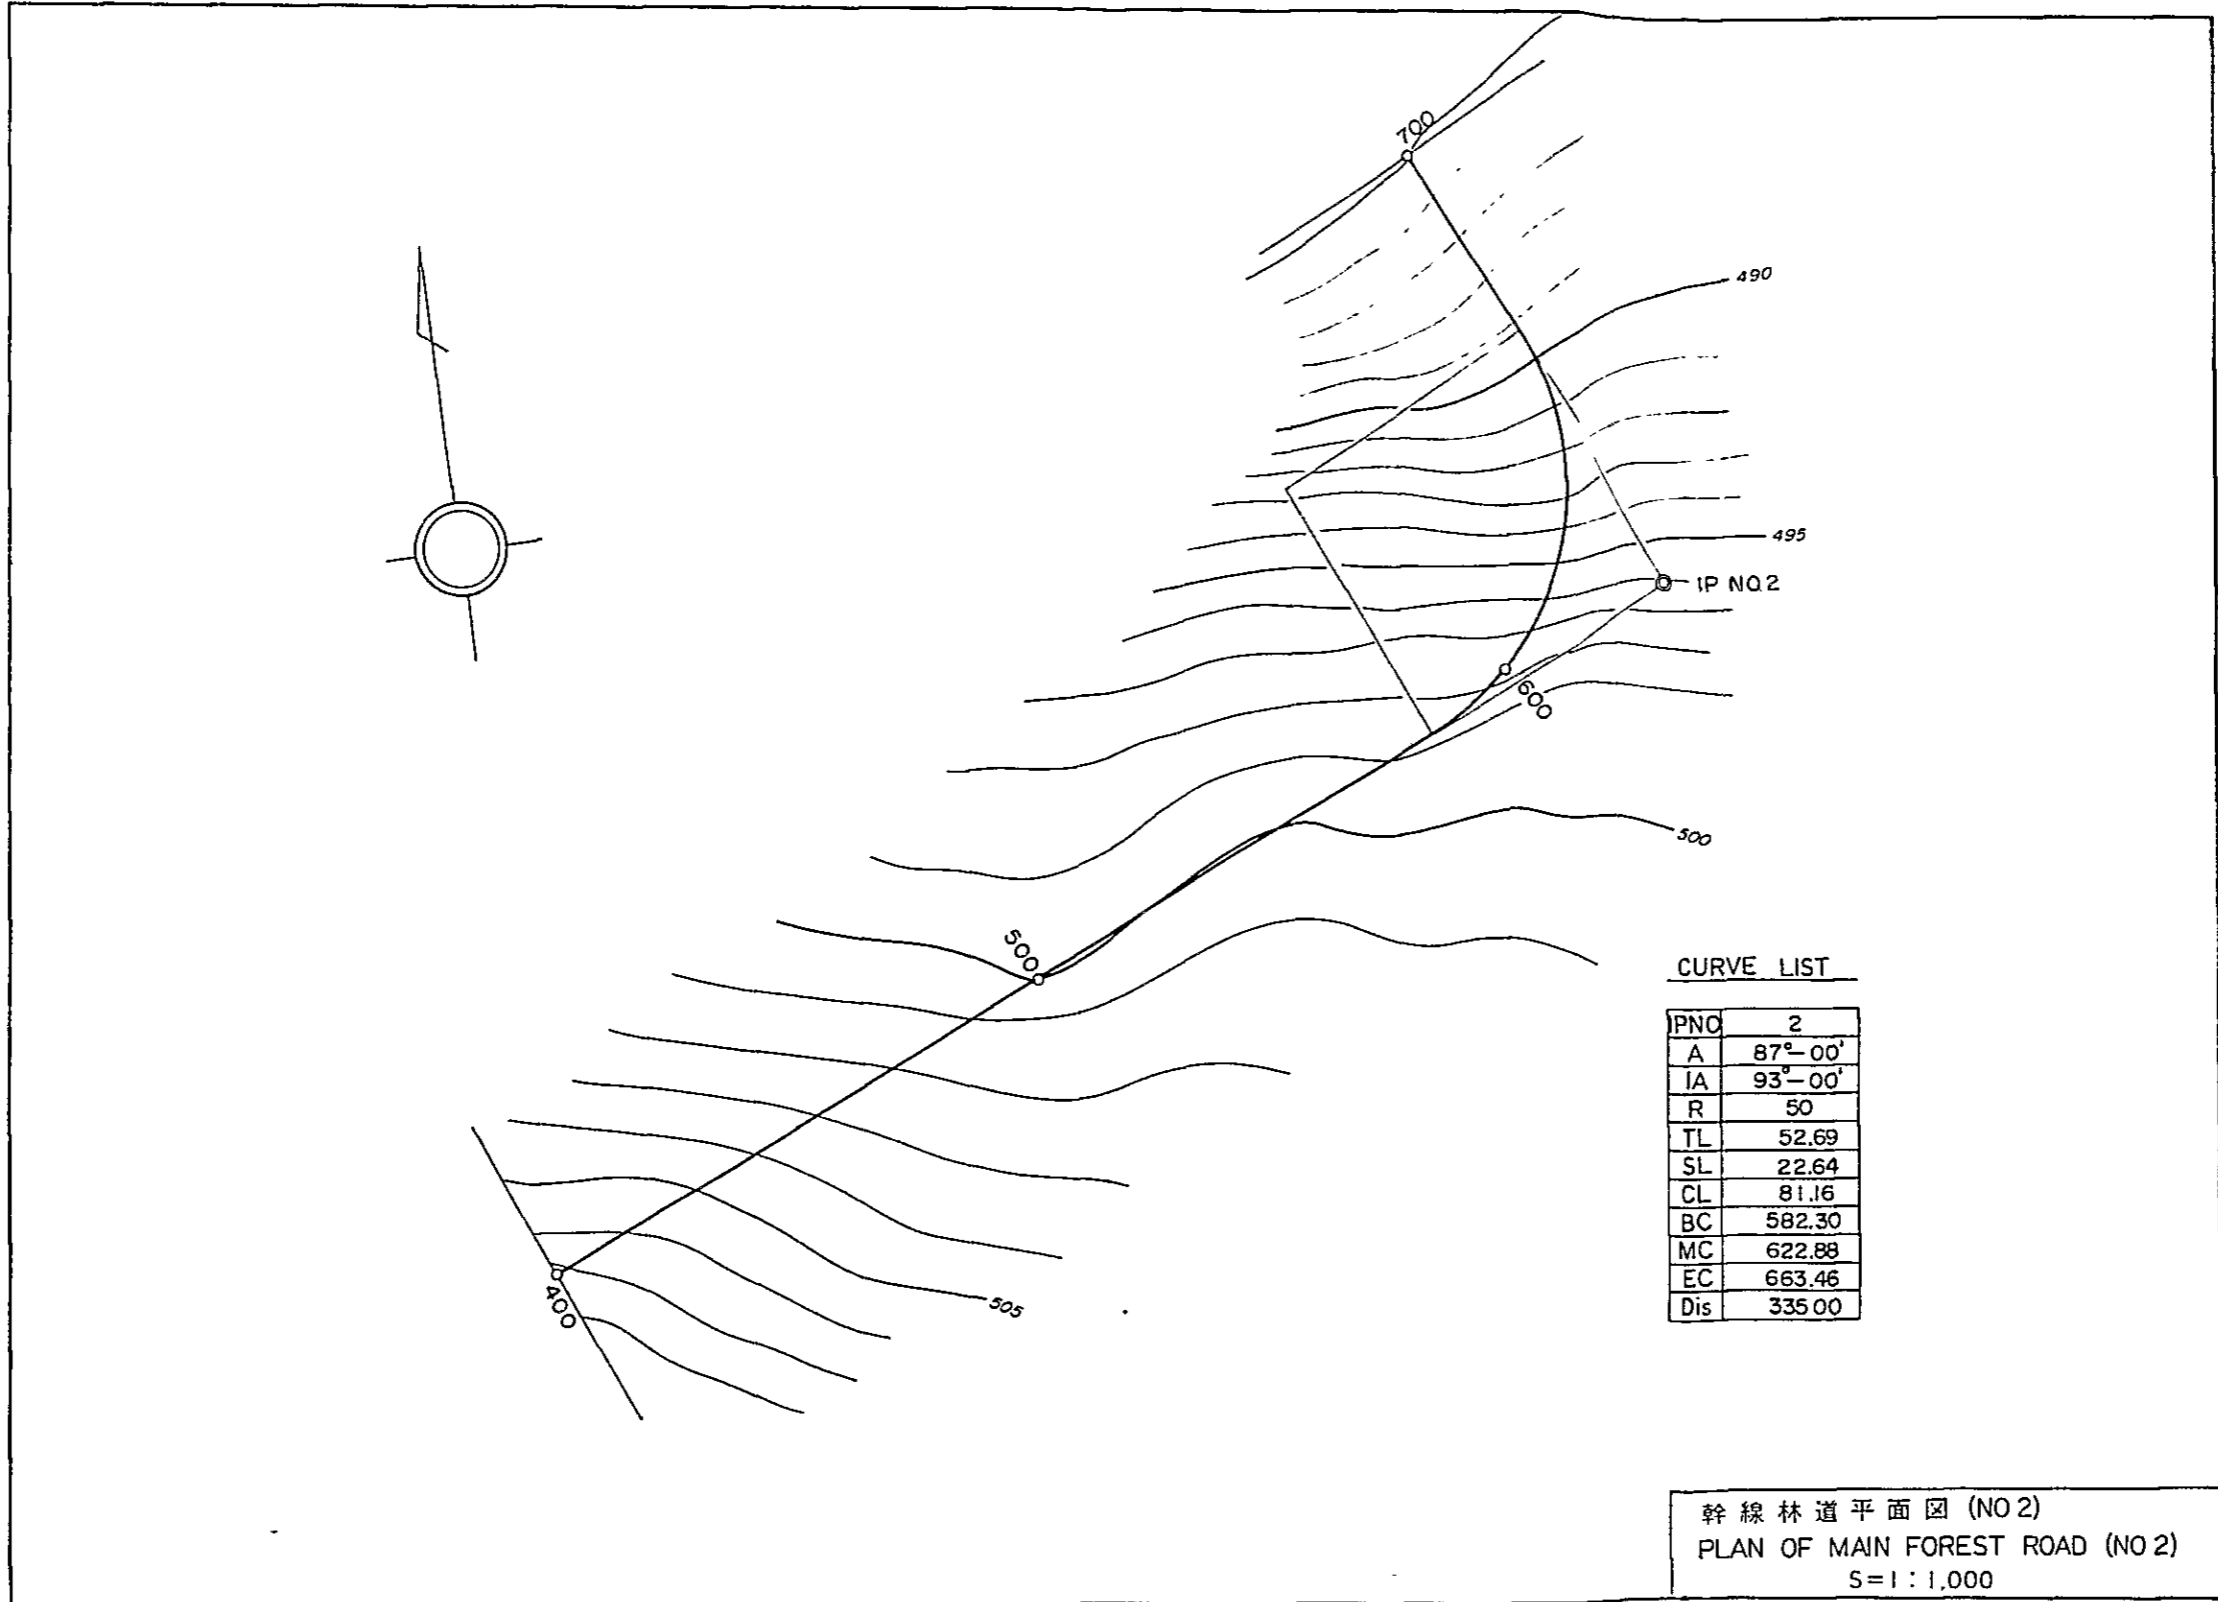 700
490
495
IP NO.2
600
500
500
505
400
CURVE LIST
IPNO 2
A 87°-00'
IA 93°-00'
R 50
TL 52.69
SL 22.64
CL 81.16
BC 582.30
MC 622.88
EC 663.46
Dis 335 00
幹線林道平面図 (NO 2)
PLAN OF MAIN FOREST ROAD (NO 2)
S=1:1,000